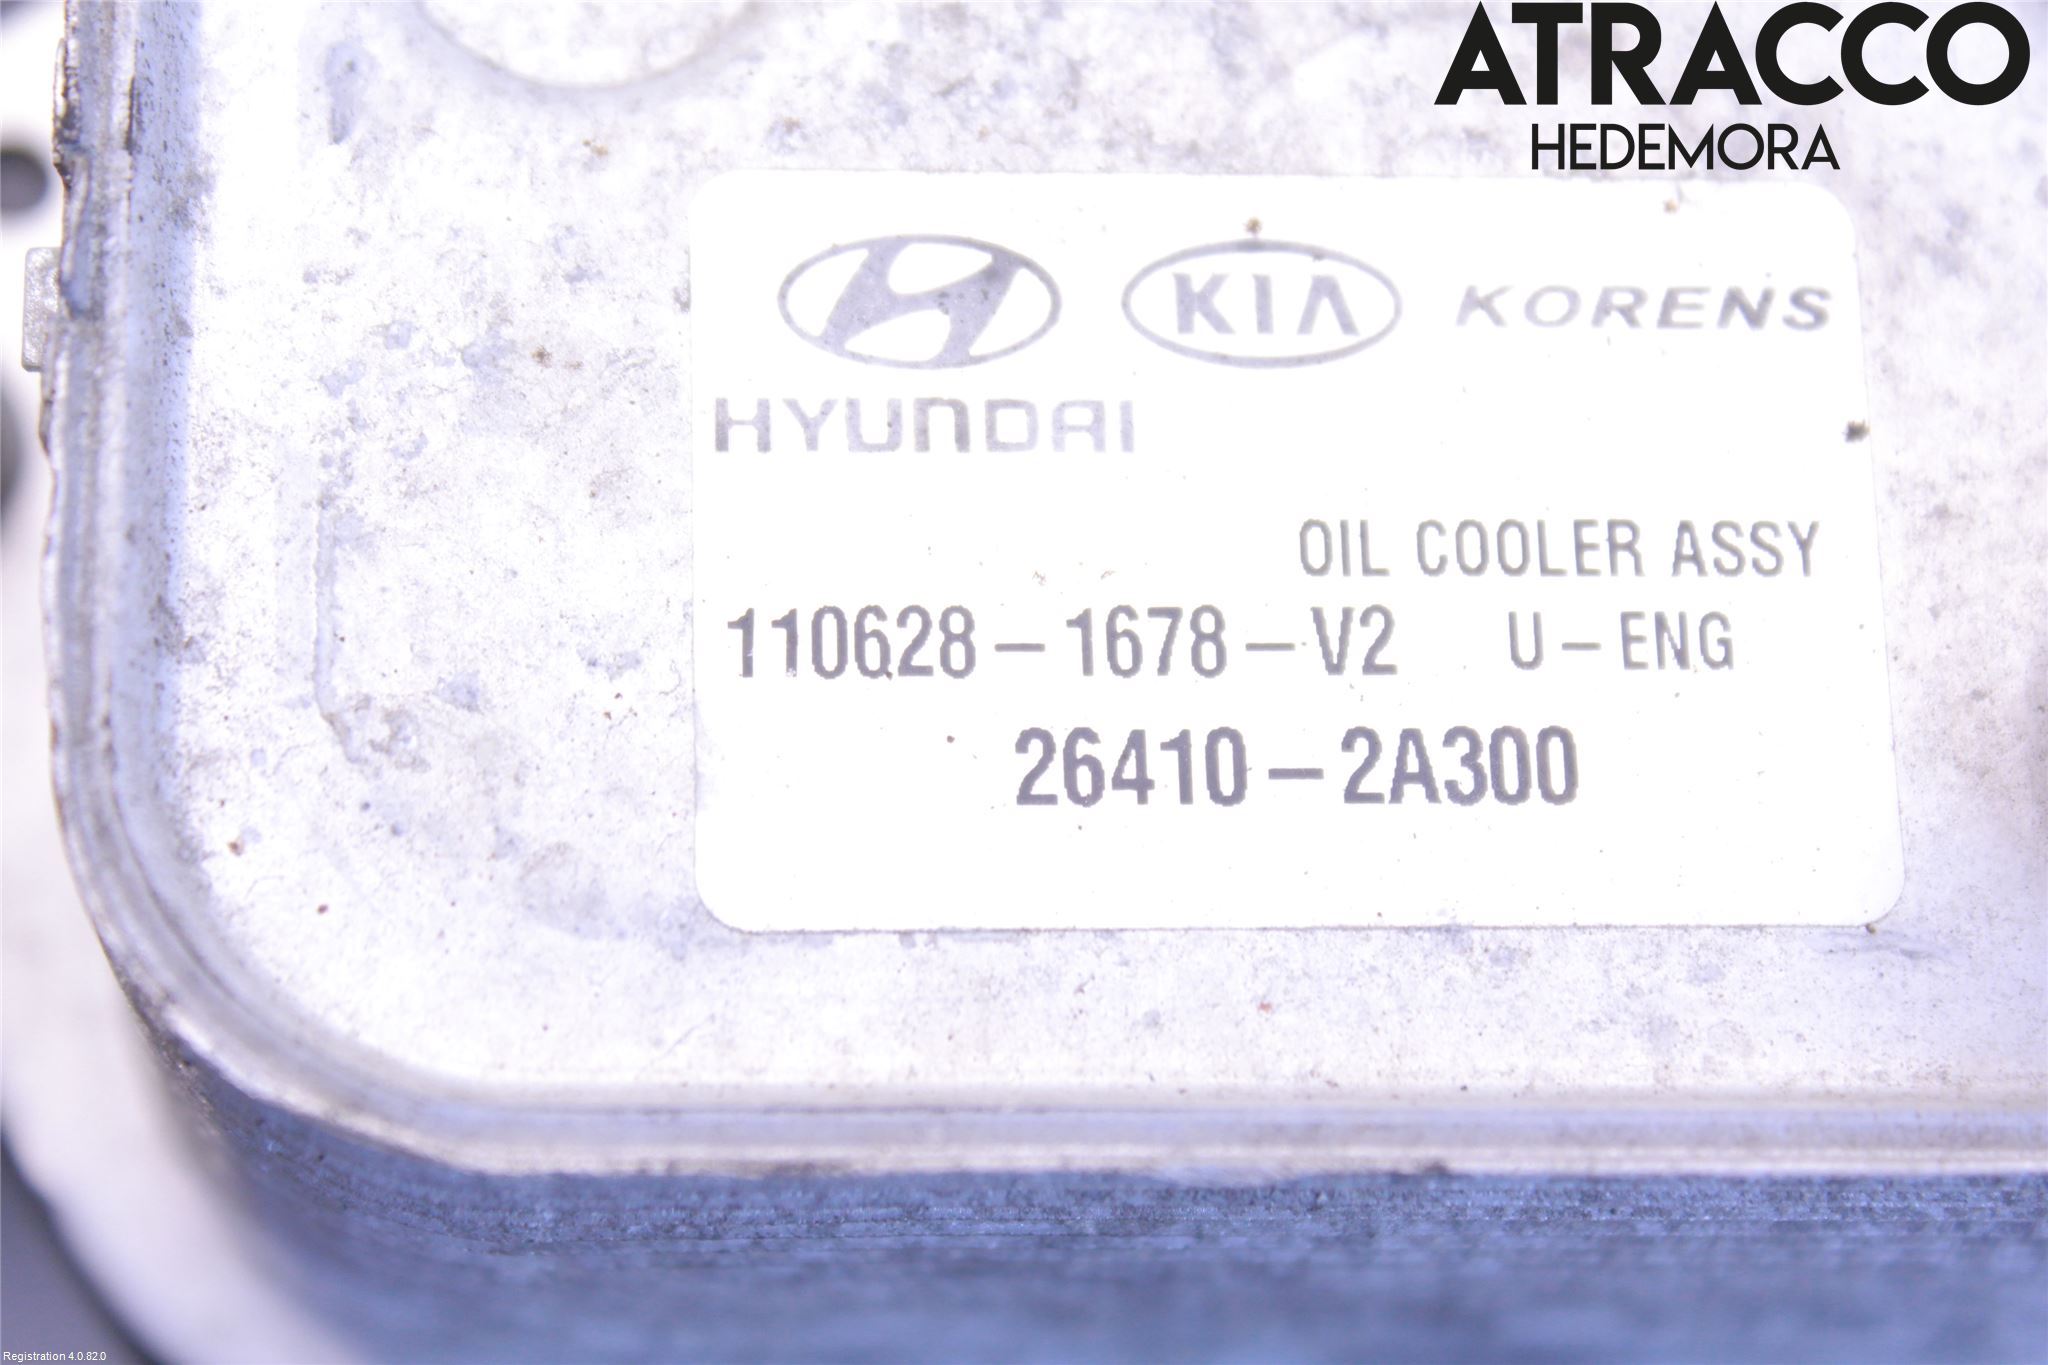 ATRACCO
HEDEMORA
KIA KORENS
HYUNDAI
OIL COOLER ASSY
110628-1678-V2 U-ENG
26410-2A300
Registration 4.0.82.0